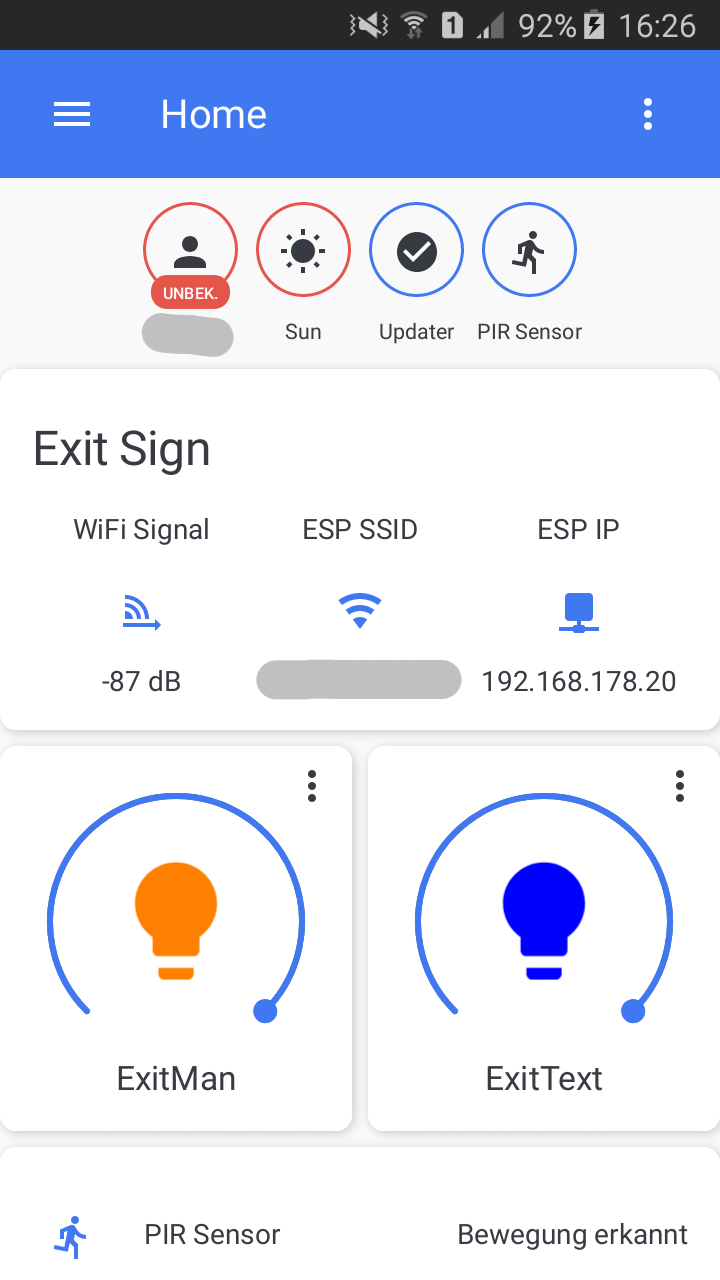 1 92% 16:26
Home
UNBEK.
Sun Updater PIR Sensor
Exit Sign
WiFi Signal ESP SSID ESP IP
-87 dB 192.168.178.20
ExitMan ExitText
PIR Sensor Bewegung erkannt